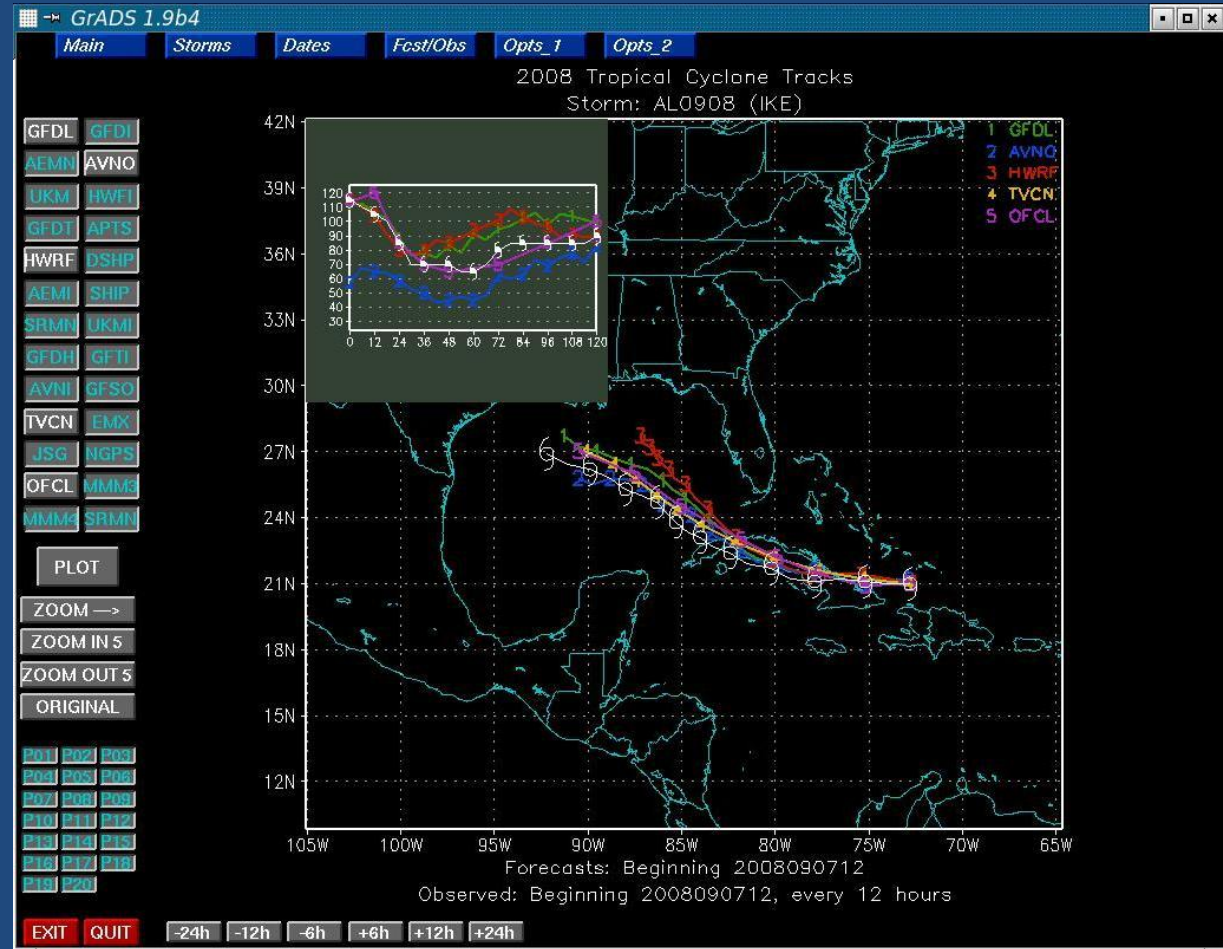 GrADS 1.9b4
Main Storms Dates Fcst/Obs Opts_1 Opts_2
2008 Tropical Cyclone Tracks
Storm: AL0908 (IKE)
GFDL GFDI
AEMN AVNO
UKM HWFI
GFDT APTS
HWRF DSHP
AEMI SHIP
SRMN UKMI
GFDH GFTI
AVNI GFSO
TVCN EMX
JSG NGPS
OFCL MMM3
MMM4 SRMN
PLOT
ZOOM —>
ZOOM IN 5
ZOOM OUT 5
ORIGINAL
P01 P02 P03
P04 P05 P06
P07 P08 P09
P10 P11 P12
P13 P14 P15
P16 P17 P18
P19 P20
42N
39N
36N
33N
30N
27N
24N
21N
18N
15N
12N
120
110
100
90
80
70
60
50
40
30
0 12 24 36 48 60 72 84 96 108 120
1 GFDL
2 AVNO
3 HWRF
4 TVCN
5 OFCL
105W 100W 95W 90W 85W 80W 75W 70W 65W
Forecasts: Beginning 2008090712
Observed: Beginning 2008090712, every 12 hours
EXIT QUIT -24h -12h -6h +6h +12h +24h